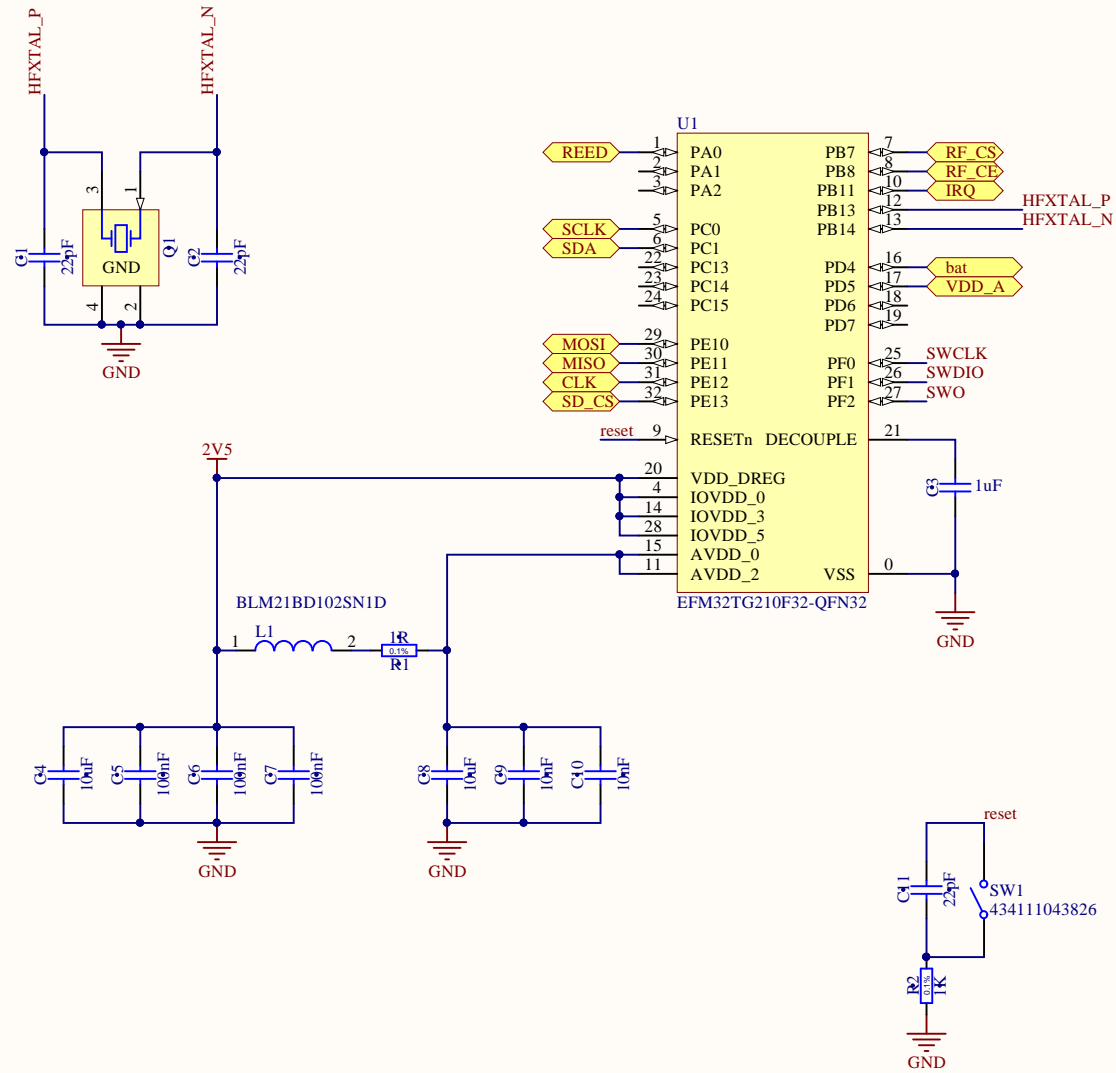 HFXTAL_P
HFXTAL_N
3
1
C1
22pF
GND
Q1
C2
22pF
4
2
GND
U1
REED 1 PA0 PB7 7 RF_CS
2 PA1 PB8 8 RF_CE
3 PA2 PB11 10 IRQ
PB13 12 HFXTAL_P
5 PC0 PB14 13 HFXTAL_N
SCLK
SDA 6 PC1
22 PC13 PD4 16 bat
23 PC14 PD5 17 VDD_A
24 PC15 PD6 18
PD7 19
MOSI 29 PE10
MISO 30 PE11 PF0 25 SWCLK
CLK 31 PE12 PF1 26 SWDIO
SD_CS 32 PE13 PF2 27 SWO
reset 9 RESETn DECOUPLE 21
2V5
20 VDD_DREG
4 IOVDD_0
C3 1uF
14 IOVDD_3
28 IOVDD_5
15 AVDD_0
11 AVDD_2 VSS 0
EFM32TG210F32-QFN32
GND
BLM21BD102SN1D
1 L1 2
1R
0.1%
R1
C4 10uF
C5 100nF
C6 100nF
C7 100nF
C8 10uF
C9 10nF
C10 10nF
GND
GND
reset
C11
22pF
SW1
434111043826
R2
0.1%
1K
GND